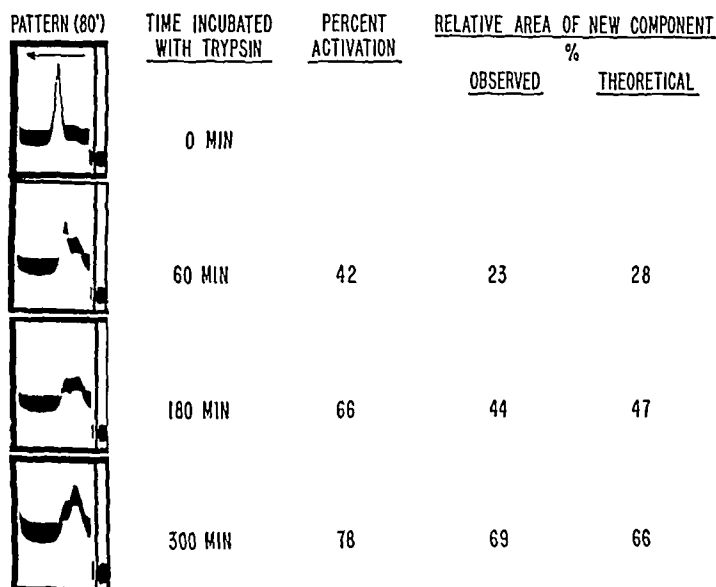 PATTERN (80') TIME INCUBATED WITH TRYPSIN PERCENT ACTIVATION RELATIVE AREA OF NEW COMPONENT %
OBSERVED THEORETICAL
0 MIN
60 MIN 42 23 28
180 MIN 66 44 47
300 MIN 78 69 66